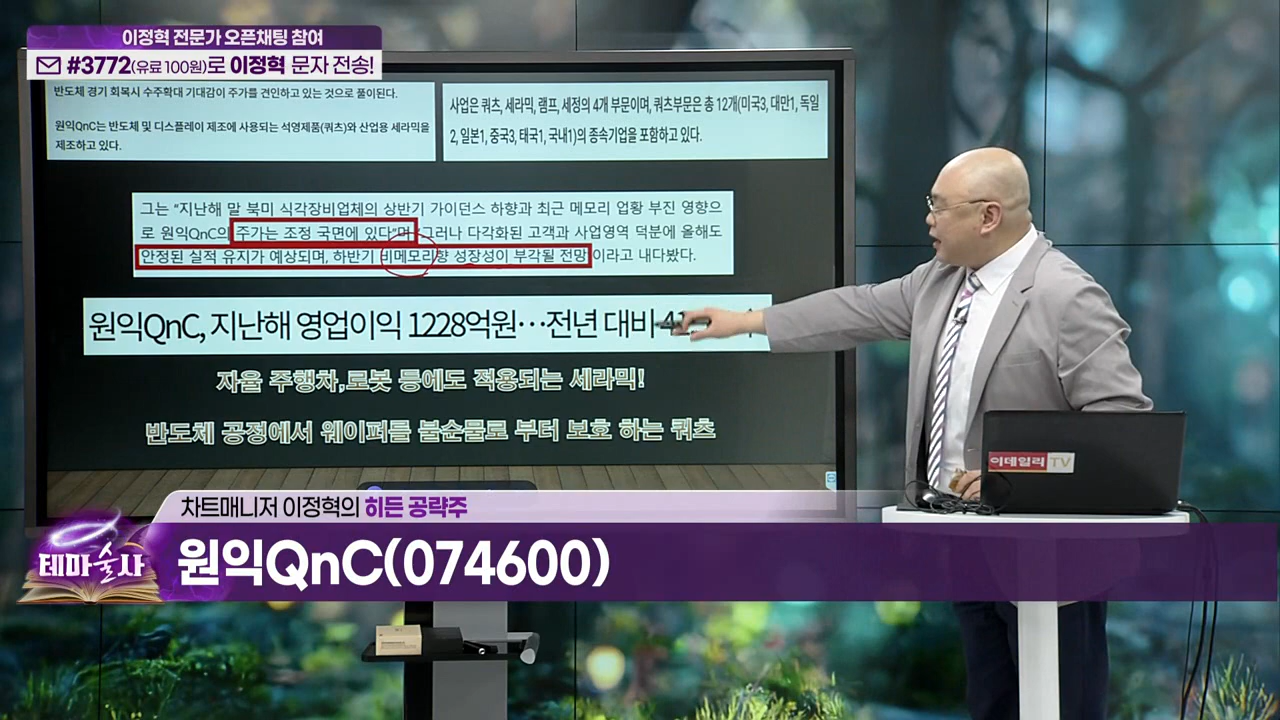 이정혁 전문가 오픈채팅 참여
#3772(유료 100원)로 이정혁 문자 전송!
반도체 경기 회복시 수주확대 기대감이 주가를 견인하고 있는 것으로 풀이된다.
원익QnC는 반도체 및 디스플레이 제조에 사용되는 석영제품(쿼츠)와 산업용 세라믹을
제조하고 있다.
사업은 쿼츠, 세라믹, 램프, 세정의 4개 부문이며, 쿼츠부문은 총 12개(미국3, 대만1, 독일
2, 일본1, 중국3, 태국1, 국내1)의 종속기업을 포함하고 있다.
그는 "지난해 말 북미 식각장비업체의 상반기 가이던스 하향과 최근 메모리 업황 부진 영향으
로 원익QnC의 주가는 조정 국면에 있다"며 "그러나 다각화된 고객과 사업영역 덕분에 올해도
안정된 실적 유지가 예상되며, 하반기 비메모리향 성장성이 부각될 전망"이라고 내다봤다.
원익QnC, 지난해 영업이익 1228억원…전년 대비
자율 주행차,로봇 등에도 적용되는 세라믹!
반도체 공정에서 웨이퍼를 불순물로 부터 보호 하는 쿼츠
이데일리TV
차트매니저 이정혁의 히든 공략주
테마술사
원익QnC(074600)